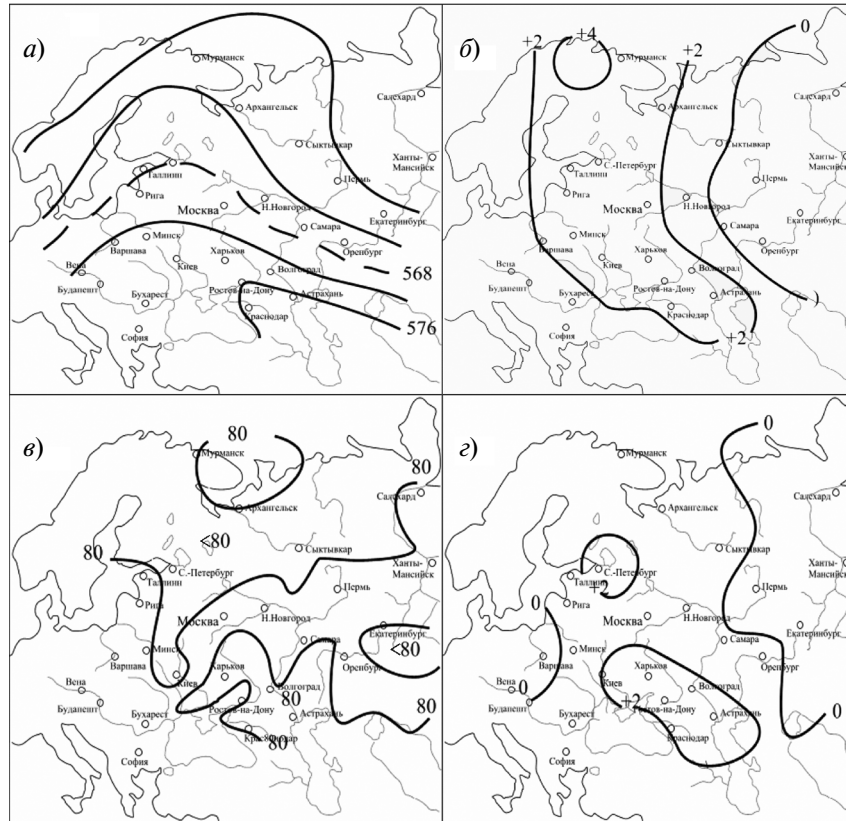 а)
Мурманск
Салехард
Архангельск
Сыктывкар
Ханты-
Мансийск
Таллинн
Рига
Пермь
Н.Новгород
Москва
Екатеринбург
Самара
Минск
Варшава
Оренбург
Харьков
Киев
Вена
Волгоград
568
Будапешт
Ростов-на-Дону
Астрахань
Бухарест
Краснодар
576
София
б)
+2
+4
+2
0
Мурманск
Салехард
Архангельск
Сыктывкар
Ханты-
Мансийск
С.-Петербург
Таллинн
Рига
Пермь
Н.Новгород
Москва
Екатеринбург
Самара
Минск
Варшава
Оренбург
Харьков
Киев
Вена
Волгоград
Будапешт
Ростов-на-Дону
Астрахань
Бухарест
Краснодар
+2
София
в)
80
Мурманск
80
Салехард
Архангельск
<80
Сыктывкар
80
Ханты-
Мансийск
С.-Петербург
Таллинн
Рига
Пермь
Н.Новгород
Москва
Екатеринбург
<80
Самара
Минск
Варшава
Оренбург
Харьков
Киев
Вена
Волгоград
80
80
Будапешт
Ростов-на-Дону
Астрахань
Бухарест
Краснодар
80
София
г)
0
Мурманск
Салехард
Архангельск
Сыктывкар
Ханты-
Мансийск
С.-Петербург
Таллинн
+2
Рига
0
Пермь
Н.Новгород
Москва
Екатеринбург
Самара
Минск
Варшава
Оренбург
Харьков
Киев
Вена
0
Волгоград
+2
Будапешт
Ростов-на-Дону
Астрахань
0
Бухарест
Краснодар
София